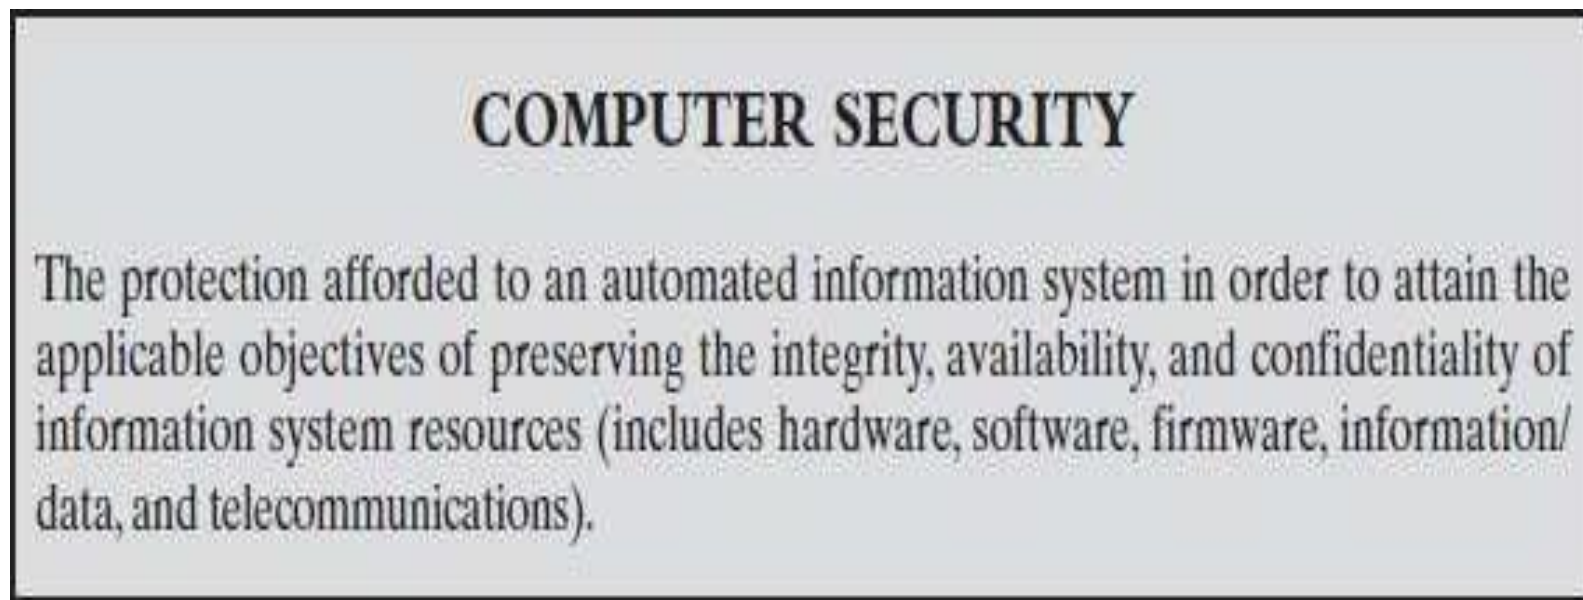 COMPUTER SECURITY
The protection afforded to an automated information system in order to attain the
applicable objectives of preserving the integrity, availability, and confidentiality of
information system resources (includes hardware, software, firmware, information/
data, and telecommunications).